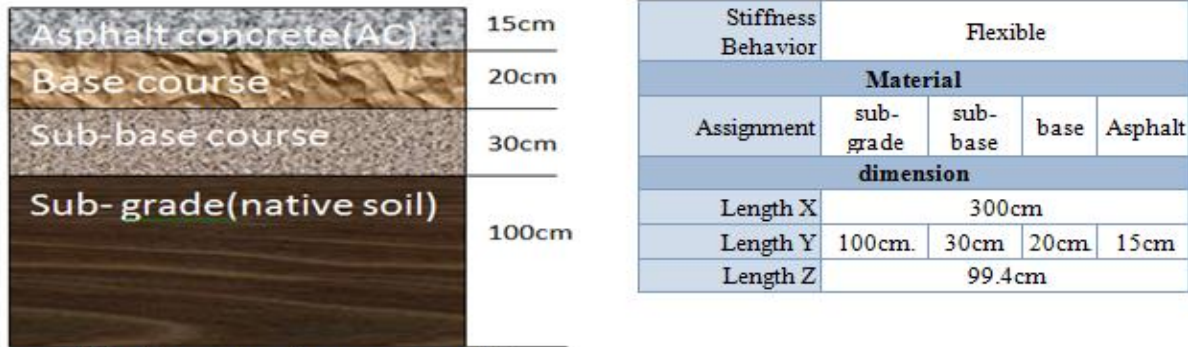 Asphalt concrete(AC)
15cm
Base course
20cm
Sub-base course
30cm
Sub- grade(native soil)
100cm
Stiffness
Behavior
Flexible
Material
Assignment
sub-
grade
sub-
base
base
Asphalt
dimension
Length X
300cm
Length Y
100cm.
30cm
20cm.
15cm
Length Z
99.4cm